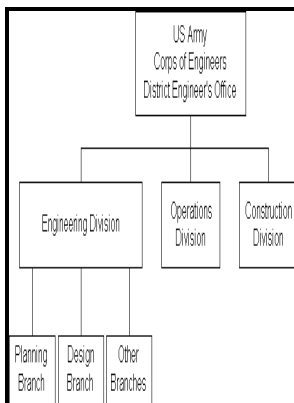 US Army
Corps of Engineers
District Engineer's Office
Engineering Division
Operations
Division
Construction
Division
Planning
Branch
Design
Branch
Other
Branches